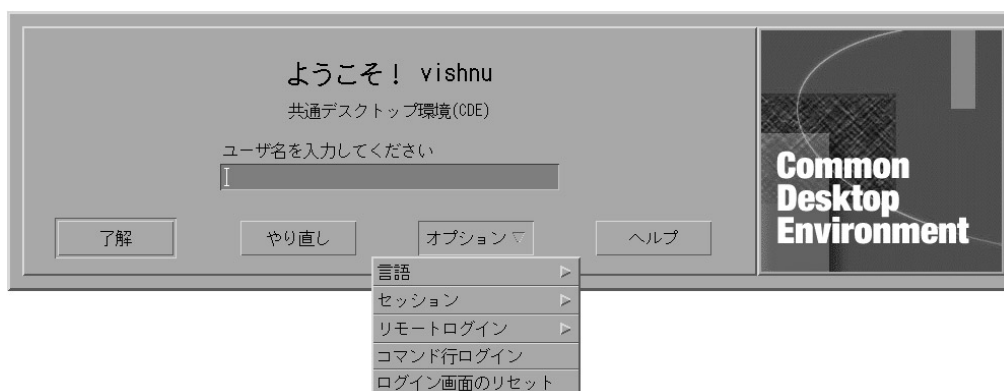 ようこそ! vishnu
共通デスクトップ環境(CDE)
ユーザ名を入力してください
了解
やり直し
オプション
ヘルプ
言語
セッション
リモートログイン
コマンド行ログイン
ログイン画面のリセット
Common
Desktop
Environment